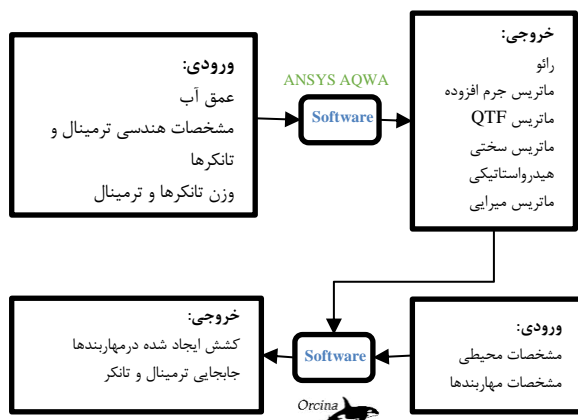 ورودی:
عمق آب
مشخصات هندسی ترمینال و
تانکرها
وزن تانکرها و ترمینال
ANSYS AQWA
Software
خروجی:
رائو
ماتریس جرم افزوده
ماتریس QTF
ماتریس سختی
هیدرواستاتیکی
ماتریس میرایی
ورودی:
مشخصات محیطی
مشخصات مهاربندها
Software
Orcina
خروجی:
کشش ایجاد شده درمهاربندها
جابجایی ترمینال و تانکر